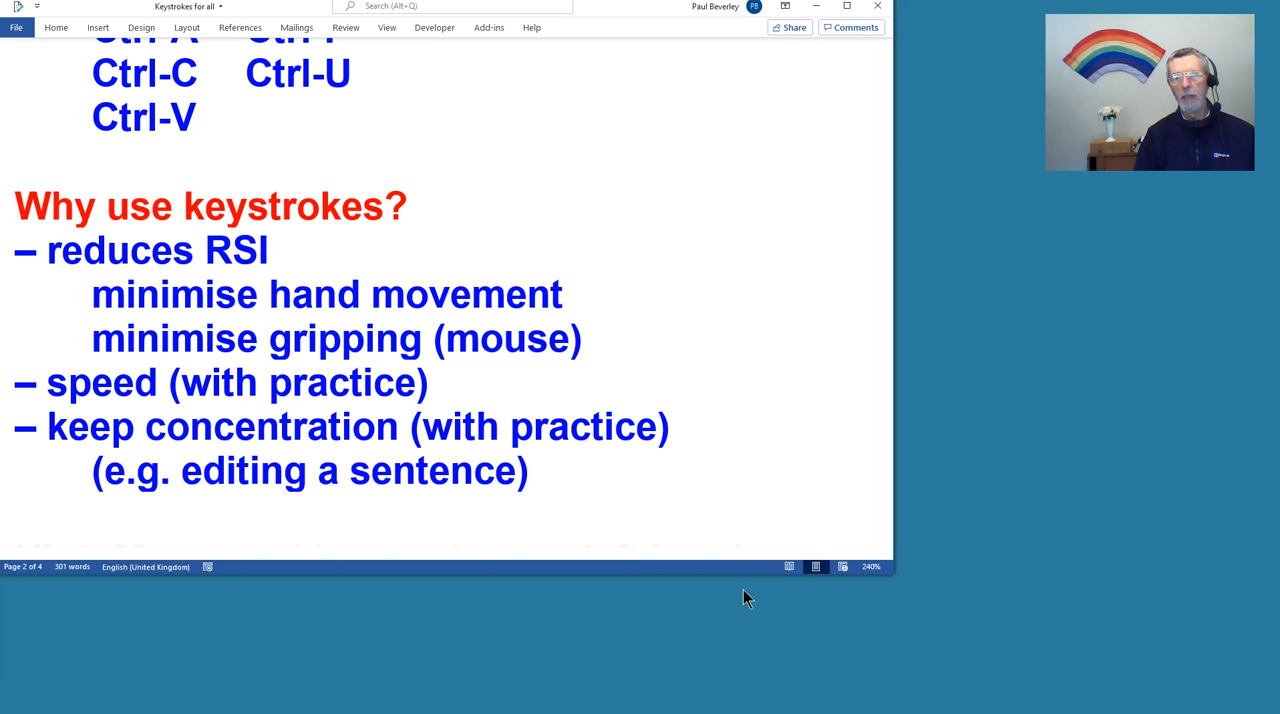 Keystrokes for all
Search (Alt+Q)
Paul Beverley
PB
File Home Insert Design Layout References Mailings Review View Developer Add-ins Help
Share
Comments
Ctrl-C Ctrl-U
Ctrl-V
Why use keystrokes?
– reduces RSI
minimise hand movement
minimise gripping (mouse)
– speed (with practice)
– keep concentration (with practice)
(e.g. editing a sentence)
Page 2 of 4 301 words English (United Kingdom) 240%